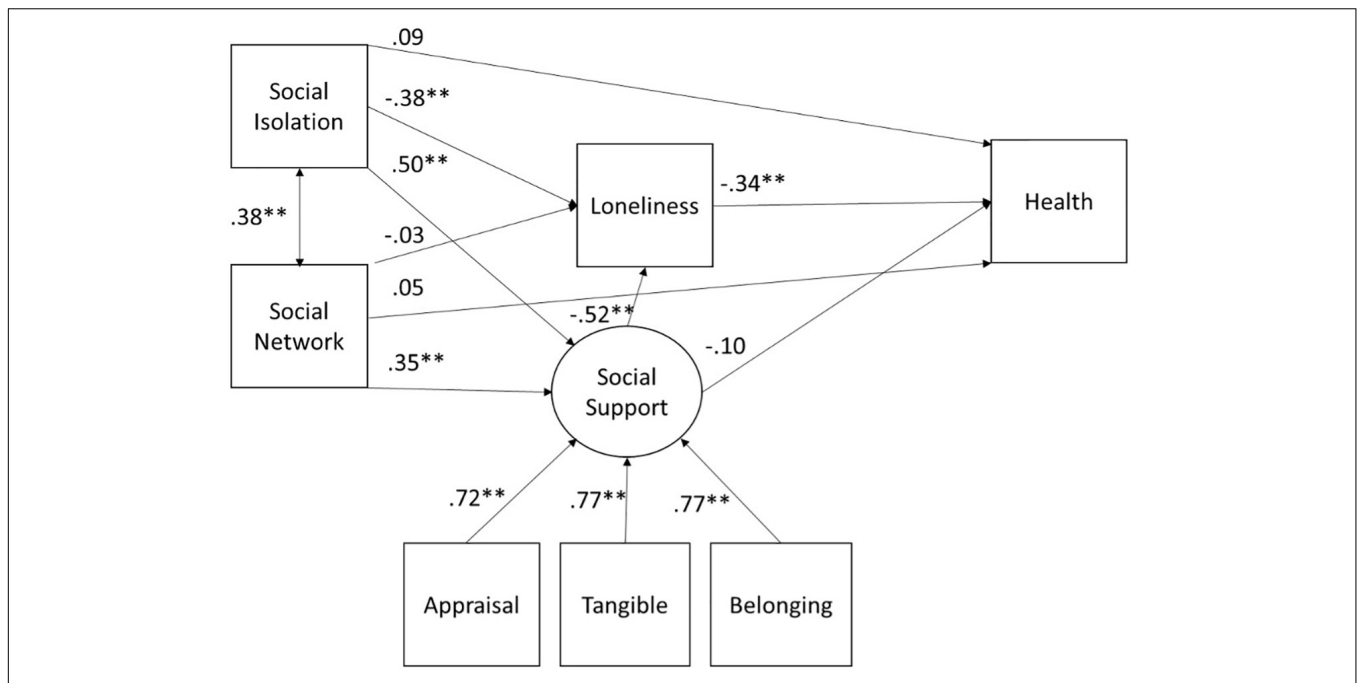 .09
Social
Isolation
-.38**
.50**
.38**
Loneliness
-.34**
Health
-.03
Social
Network
.05
.35**
-.52**
-.10
Social
Support
.72**
.77**
.77**
Appraisal
Tangible
Belonging